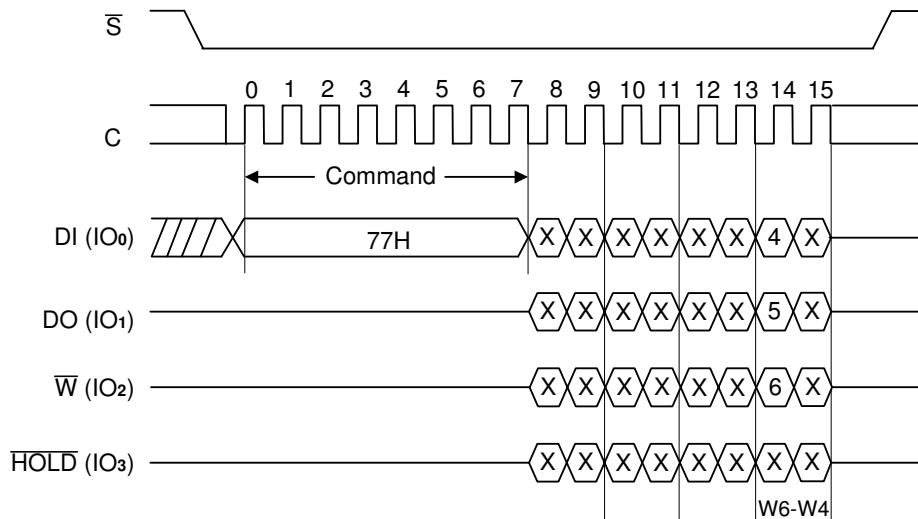 S̅
0 1 2 3 4 5 6 7 8 9 10 11 12 13 14 15
C
Command
DI (IO₀) 77H X X X X X X 4 X
DO (IO₁) X X X X X X 5 X
W̅ (IO₂) X X X X X X 6 X
H̅O̅L̅D̅ (IO₃) X X X X X X X X
W6-W4